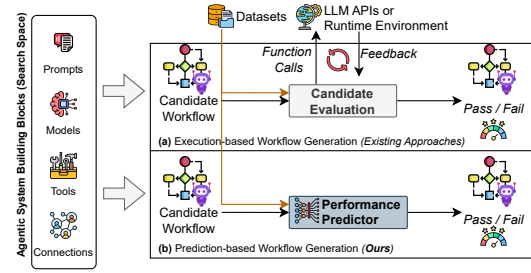 Agentic System Building Blocks (Search Space)
Prompts
Models
Tools
Connections
Datasets
LLM APIs or
Runtime Environment
Function
Calls
Feedback
Candidate
Workflow
Candidate
Evaluation
Pass / Fail
(a) Execution-based Workflow Generation (Existing Approaches)
Candidate
Workflow
Performance
Predictor
Pass / Fail
(b) Prediction-based Workflow Generation (Ours)